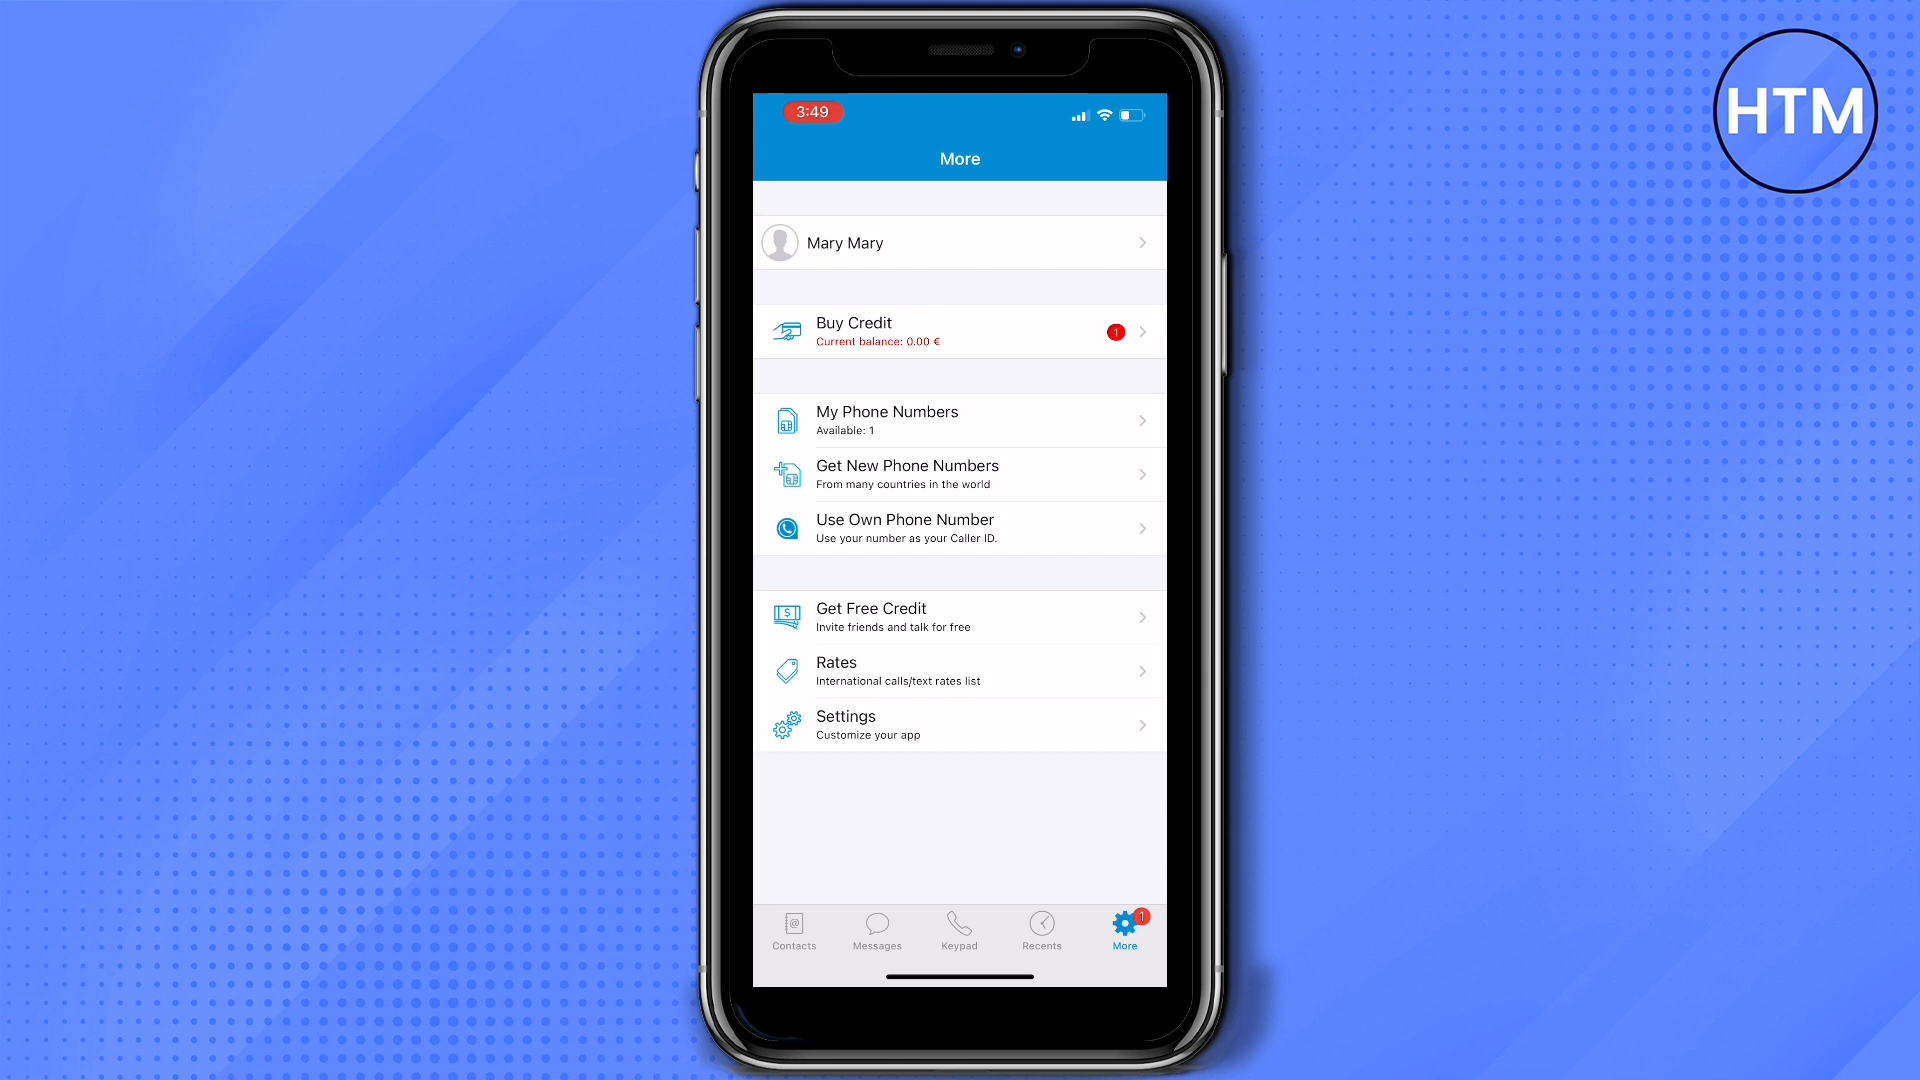 HTM
3:49
More
Mary Mary
Buy Credit
Current balance: 0.00 €
1
My Phone Numbers
Available: 1
Get New Phone Numbers
From many countries in the world
Use Own Phone Number
Use your number as your Caller ID.
Get Free Credit
Invite friends and talk for free
Rates
International calls/text rates list
Settings
Customize your app
1
Contacts Messages Keypad Recents More